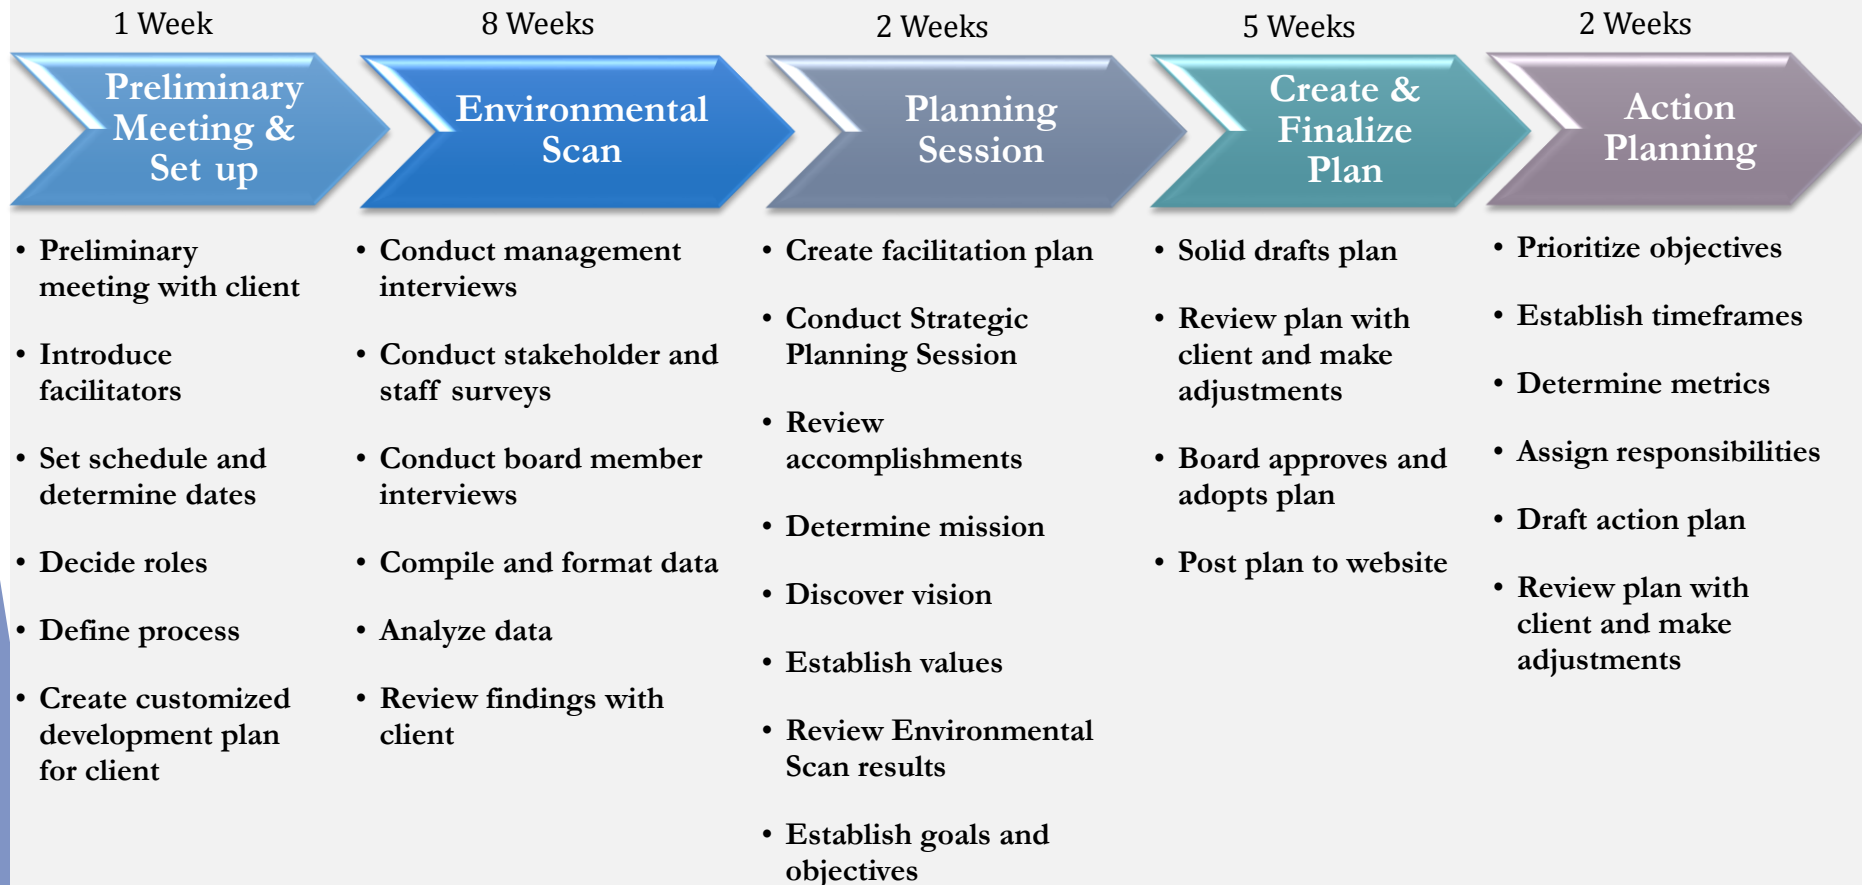 1 Week
Preliminary
Meeting &
Set up
• Preliminary
meeting with client
• Introduce
facilitators
• Set schedule and
determine dates
• Decide roles
• Define process
• Create customized
development plan
for client
8 Weeks
Environmental
Scan
• Conduct management
interviews
• Conduct stakeholder and
staff surveys
• Conduct board member
interviews
• Compile and format data
• Analyze data
• Review findings with
client
2 Weeks
Planning
Session
• Create facilitation plan
• Conduct Strategic
Planning Session
• Review
accomplishments
• Determine mission
• Discover vision
• Establish values
• Review Environmental
Scan results
• Establish goals and
objectives
5 Weeks
Create &
Finalize
Plan
• Solid drafts plan
• Review plan with
client and make
adjustments
• Board approves and
adopts plan
• Post plan to website
2 Weeks
Action
Planning
• Prioritize objectives
• Establish timeframes
• Determine metrics
• Assign responsibilities
• Draft action plan
• Review plan with
client and make
adjustments